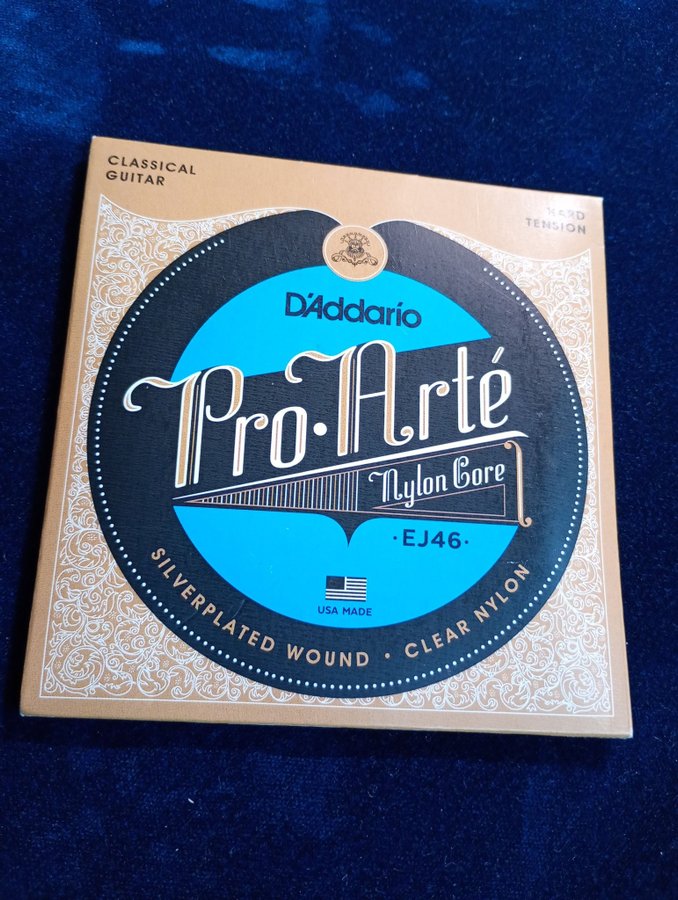 CLASSICAL
GUITAR
HARD
TENSION
D'Addario
Pro·Arté
Nylon Core
·EJ46·
USA MADE
SILVERPLATED WOUND · CLEAR NYLON